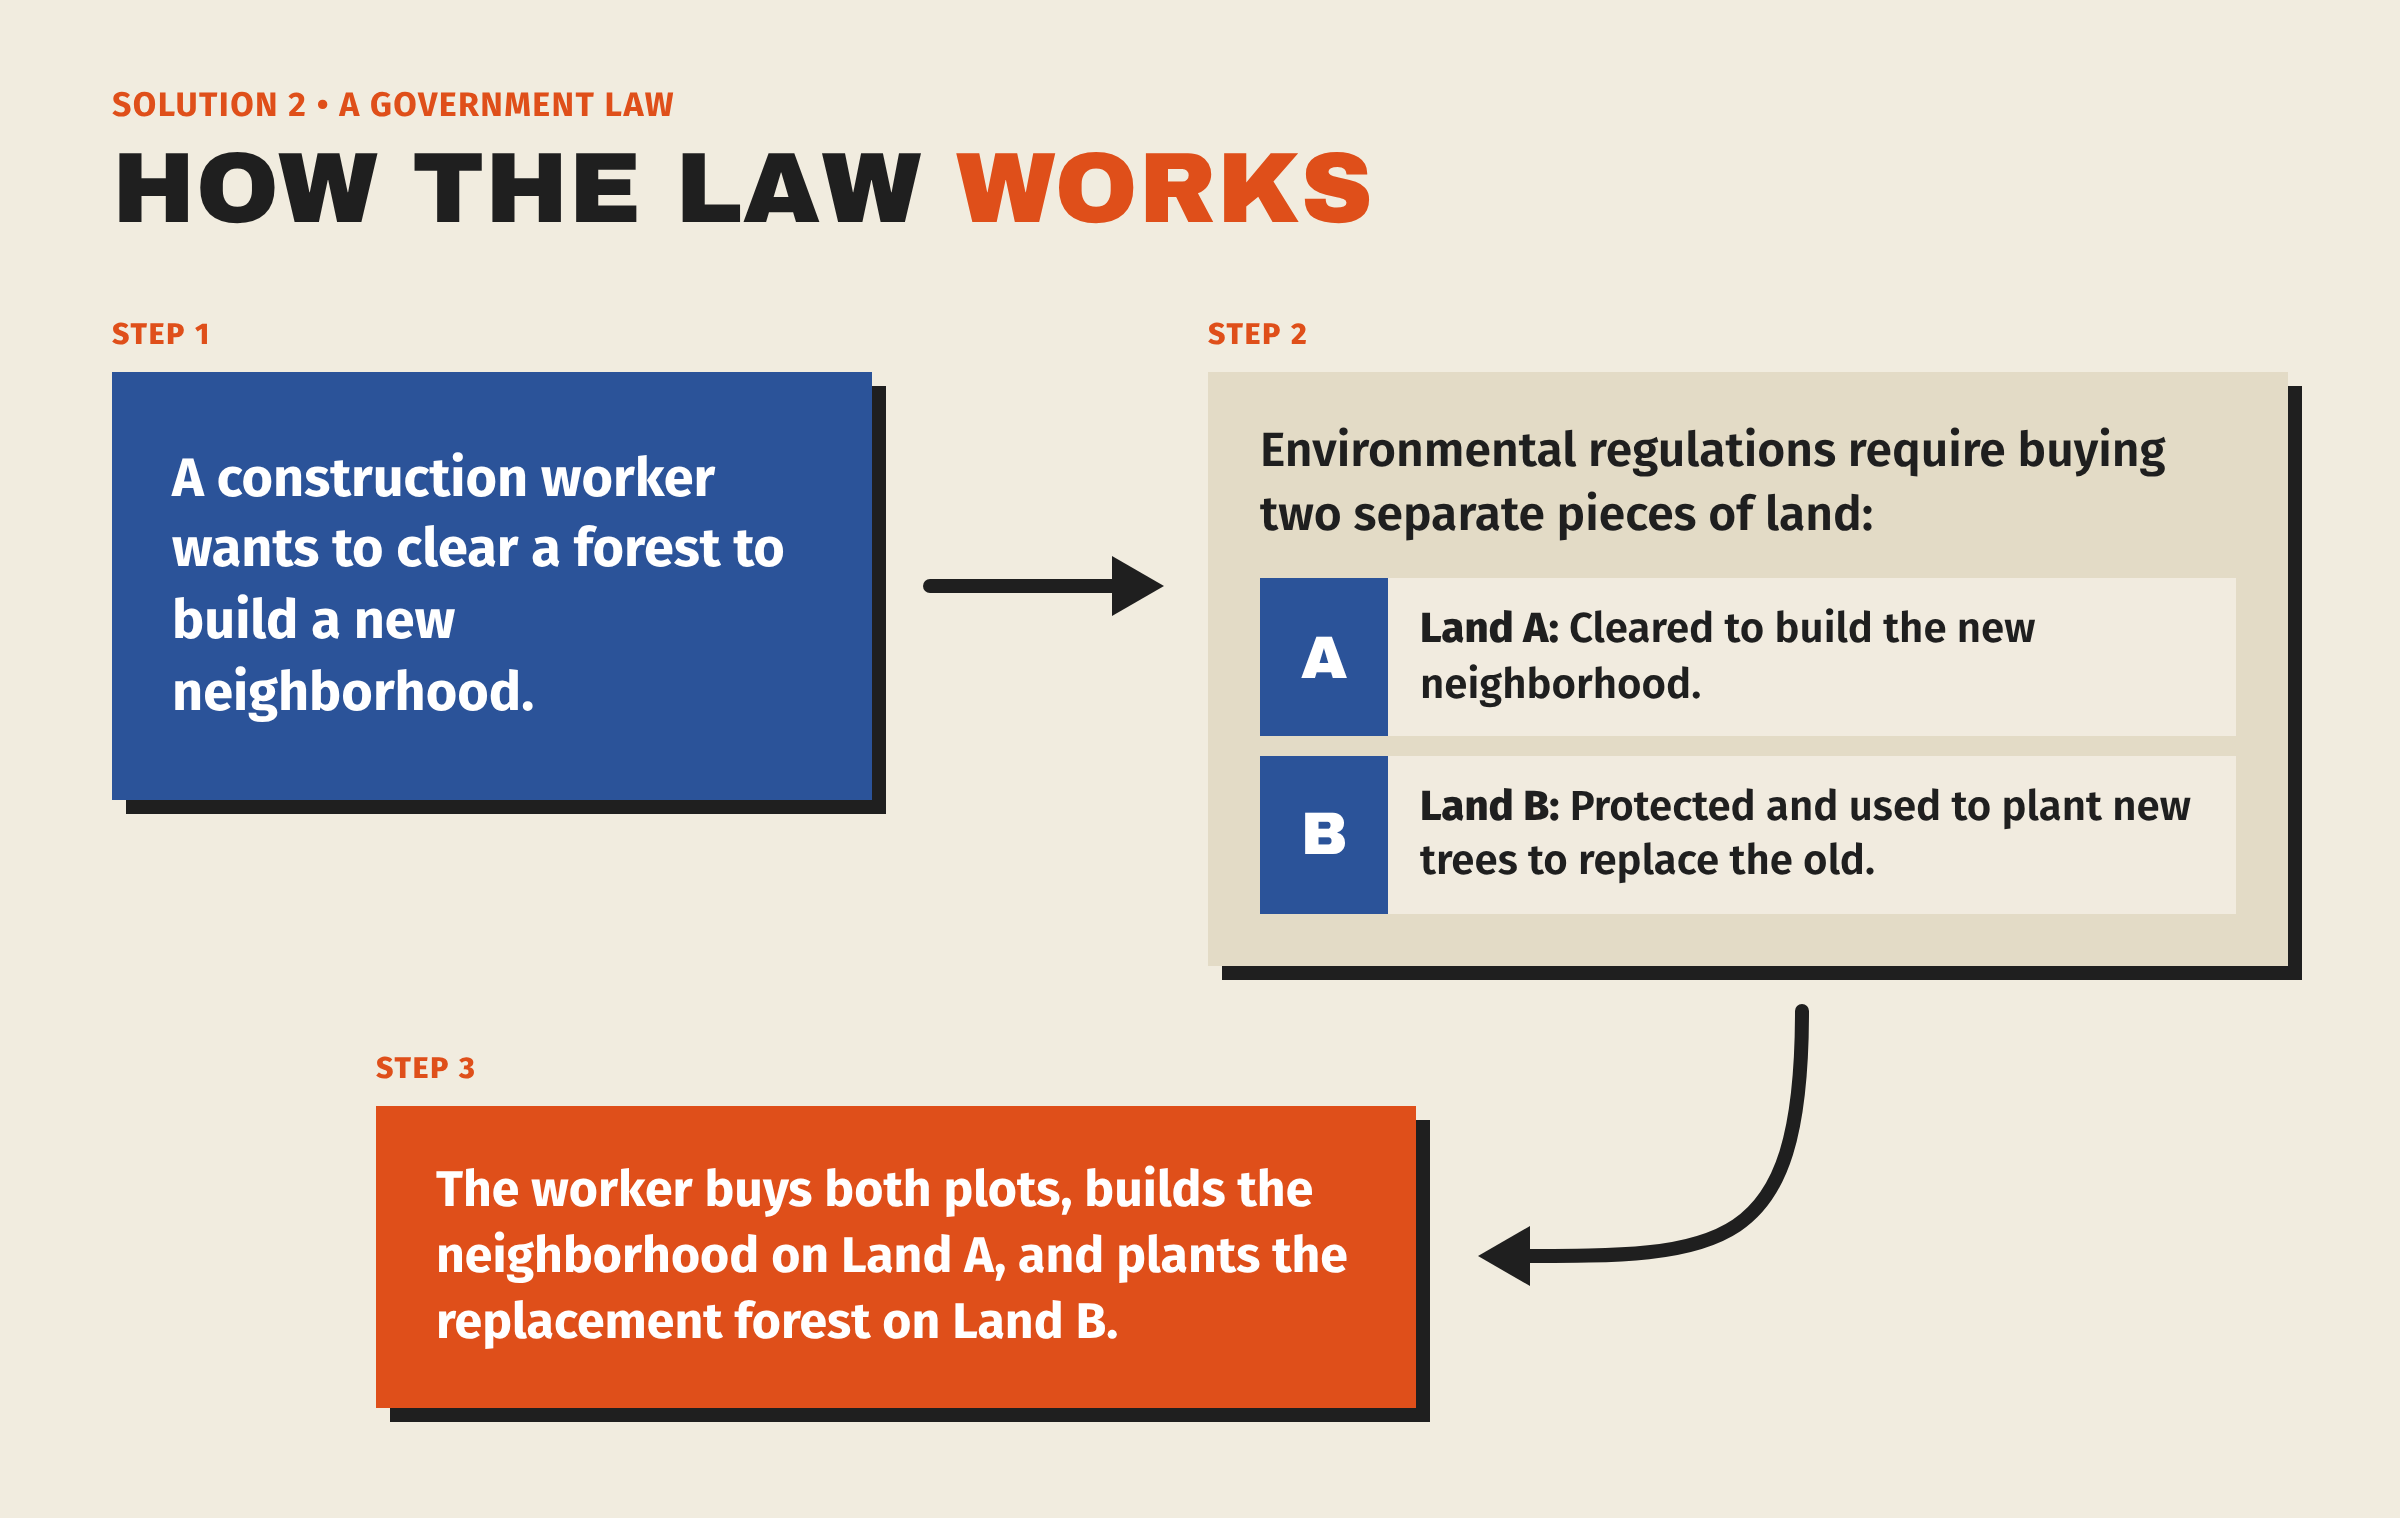 SOLUTION 2 • A GOVERNMENT LAW
HOW THE LAW WORKS
STEP 1
A construction worker
wants to clear a forest to
build a new
neighborhood.
STEP 2
Environmental regulations require buying
two separate pieces of land:
A
Land A: Cleared to build the new
neighborhood.
B
Land B: Protected and used to plant new
trees to replace the old.
STEP 3
The worker buys both plots, builds the
neighborhood on Land A, and plants the
replacement forest on Land B.